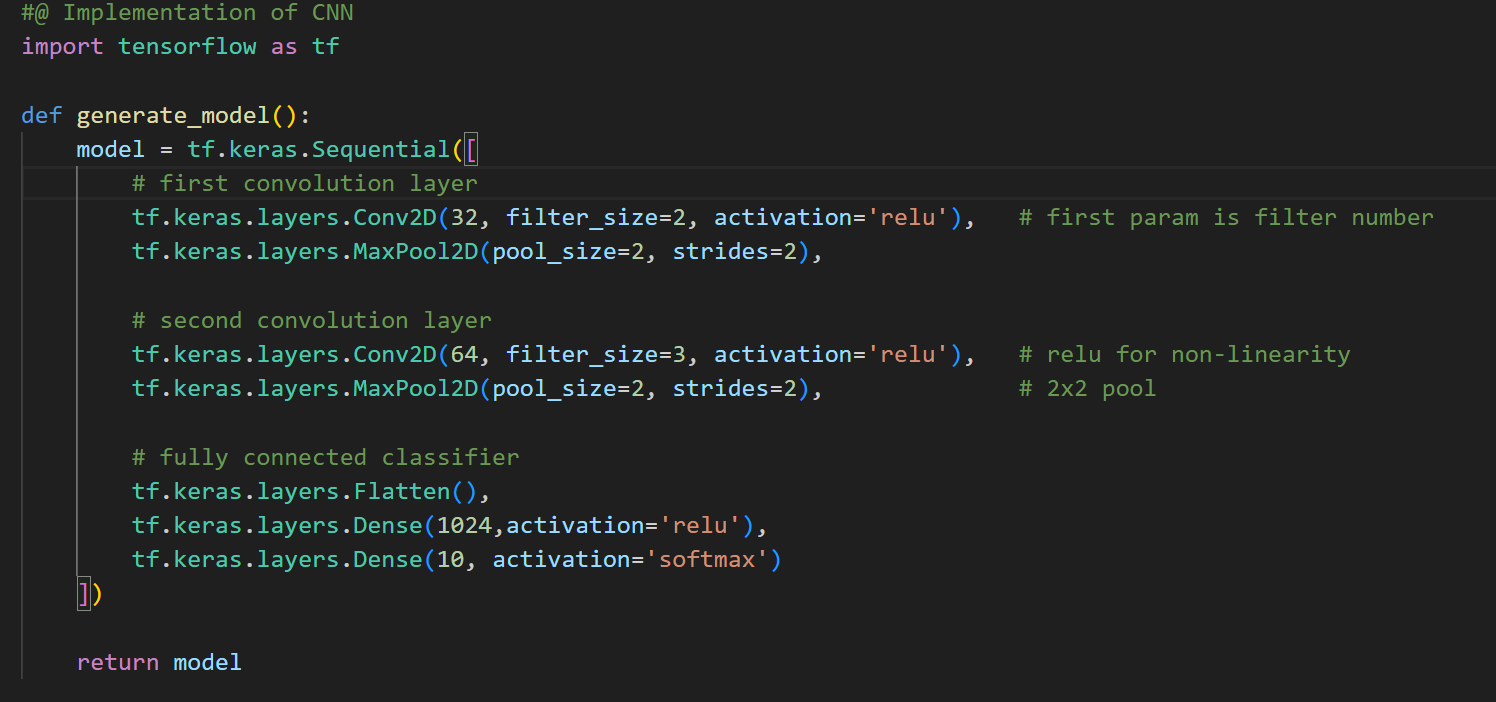 #@ Implementation of CNN
import tensorflow as tf
def generate_model():
model = tf.keras.Sequential([
# first convolution layer
tf.keras.layers.Conv2D(32, filter_size=2, activation='relu'),   # first param is filter number
tf.keras.layers.MaxPool2D(pool_size=2, strides=2),
# second convolution layer
tf.keras.layers.Conv2D(64, filter_size=3, activation='relu'),   # relu for non-linearity
tf.keras.layers.MaxPool2D(pool_size=2, strides=2),              # 2x2 pool
# fully connected classifier
tf.keras.layers.Flatten(),
tf.keras.layers.Dense(1024,activation='relu'),
tf.keras.layers.Dense(10, activation='softmax')
])
return model